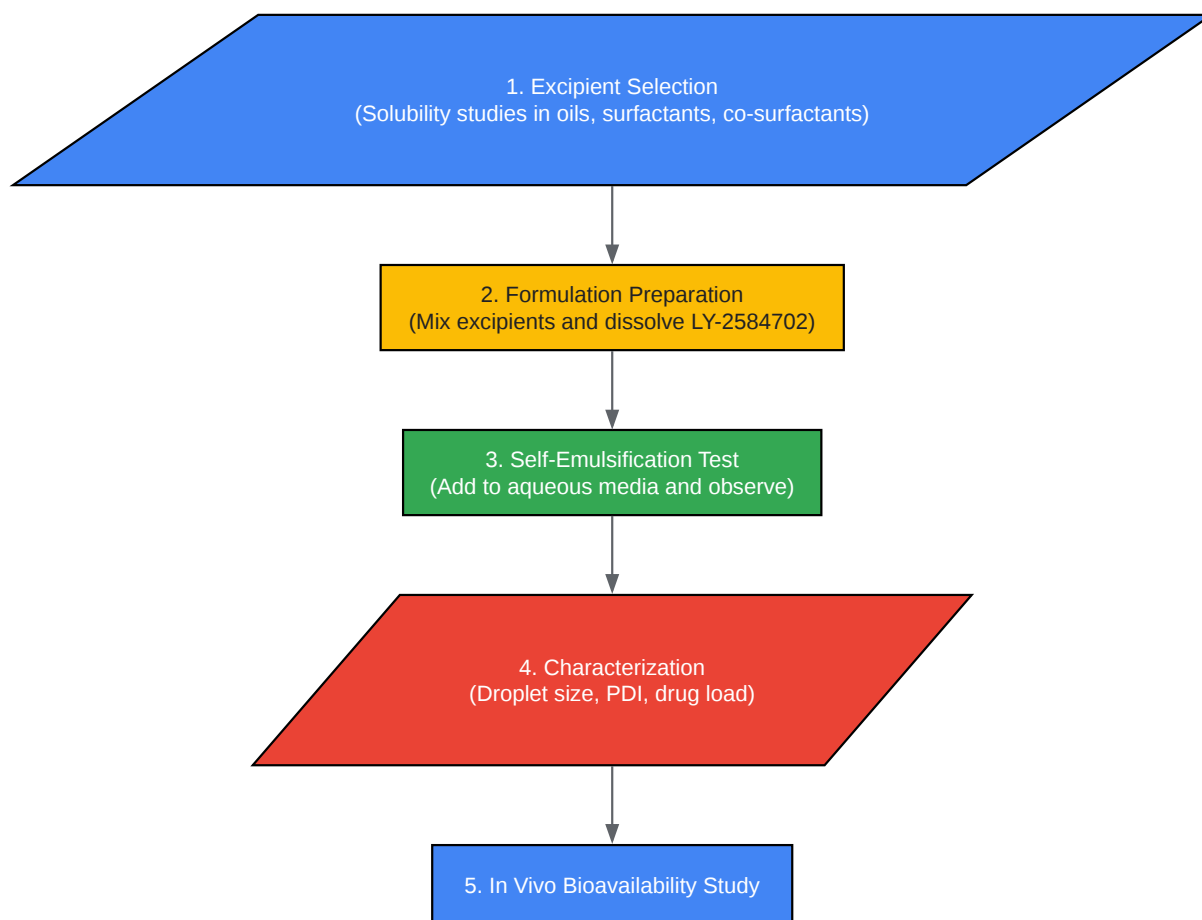 1. Excipient Selection
(Solubility studies in oils, surfactants, co-surfactants)
2. Formulation Preparation
(Mix excipients and dissolve LY-2584702)
3. Self-Emulsification Test
(Add to aqueous media and observe)
4. Characterization
(Droplet size, PDI, drug load)
5. In Vivo Bioavailability Study